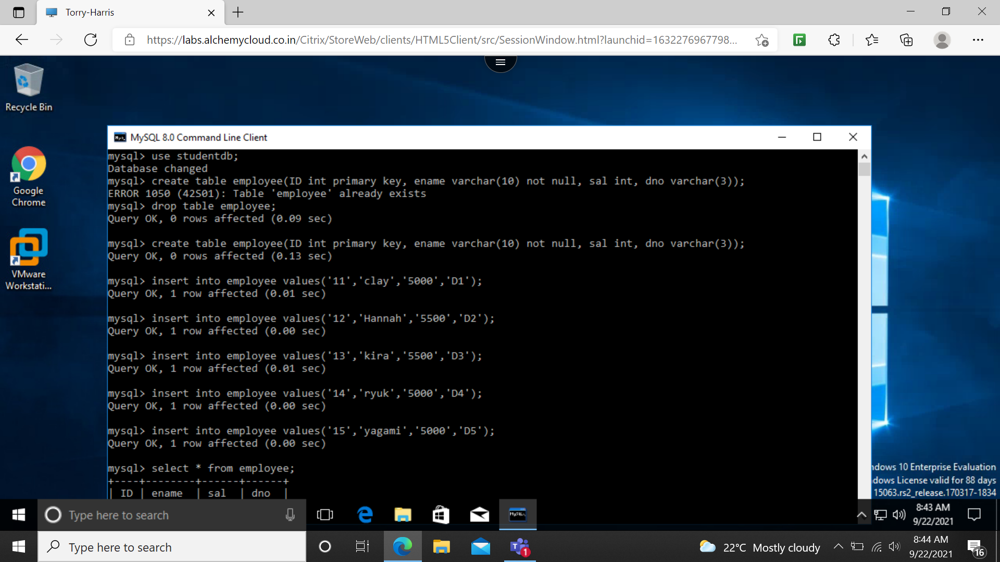 Torry-Harris
https://labs.alchemycloud.co.in/Citrix/StoreWeb/clients/HTML5Client/src/SessionWindow.html?launchid=1632276967798...
Recycle Bin
Google
Chrome
VMware
Workstati...
MySQL 8.0 Command Line Client
mysql> use studentdb;
Database changed
mysql> create table employee(ID int primary key, ename varchar(10) not null, sal int, dno varchar(3));
ERROR 1050 (42S01): Table 'employee' already exists
mysql> drop table employee;
Query OK, 0 rows affected (0.09 sec)
mysql> create table employee(ID int primary key, ename varchar(10) not null, sal int, dno varchar(3));
Query OK, 0 rows affected (0.13 sec)
mysql> insert into employee values('11','clay','5000','D1');
Query OK, 1 row affected (0.01 sec)
mysql> insert into employee values('12','Hannah','5500','D2');
Query OK, 1 row affected (0.00 sec)
mysql> insert into employee values('13','kira','5500','D3');
Query OK, 1 row affected (0.01 sec)
mysql> insert into employee values('14','ryuk','5000','D4');
Query OK, 1 row affected (0.00 sec)
mysql> insert into employee values('15','yagami','5000','D5');
Query OK, 1 row affected (0.00 sec)
mysql> select * from employee;
+----+--------+------+------+
| ID | ename  | sal  | dno  |
ndows 10 Enterprise Evaluation
dows License valid for 88 days
15063.rs2_release.170317-1834
Type here to search
8:43 AM
9/22/2021
Type here to search
1
22°C Mostly cloudy
8:44 AM
9/22/2021
16